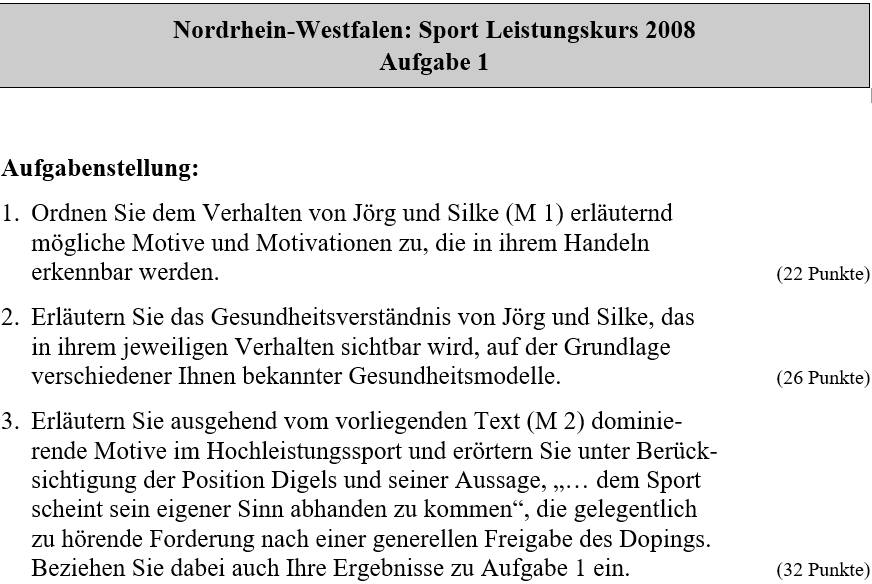 Nordrhein-Westfalen: Sport Leistungskurs 2008
Aufgabe 1
Aufgabenstellung:
1. Ordnen Sie dem Verhalten von Jörg und Silke (M 1) erläuternd
mögliche Motive und Motivationen zu, die in ihrem Handeln
erkennbar werden. (22 Punkte)
2. Erläutern Sie das Gesundheitsverständnis von Jörg und Silke, das
in ihrem jeweiligen Verhalten sichtbar wird, auf der Grundlage
verschiedener Ihnen bekannter Gesundheitsmodelle. (26 Punkte)
3. Erläutern Sie ausgehend vom vorliegenden Text (M 2) dominie-
rende Motive im Hochleistungssport und erörtern Sie unter Berück-
sichtigung der Position Digels und seiner Aussage, „… dem Sport
scheint sein eigener Sinn abhanden zu kommen“, die gelegentlich
zu hörende Forderung nach einer generellen Freigabe des Dopings.
Beziehen Sie dabei auch Ihre Ergebnisse zu Aufgabe 1 ein. (32 Punkte)